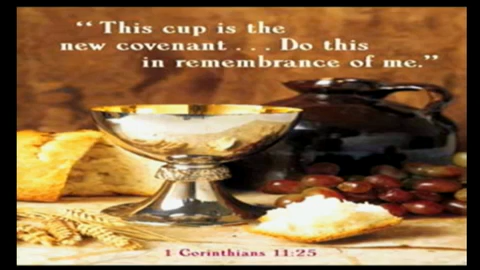 “This cup is the
new covenant . . . Do this
in remembrance of me.”
1 Corinthians 11:25